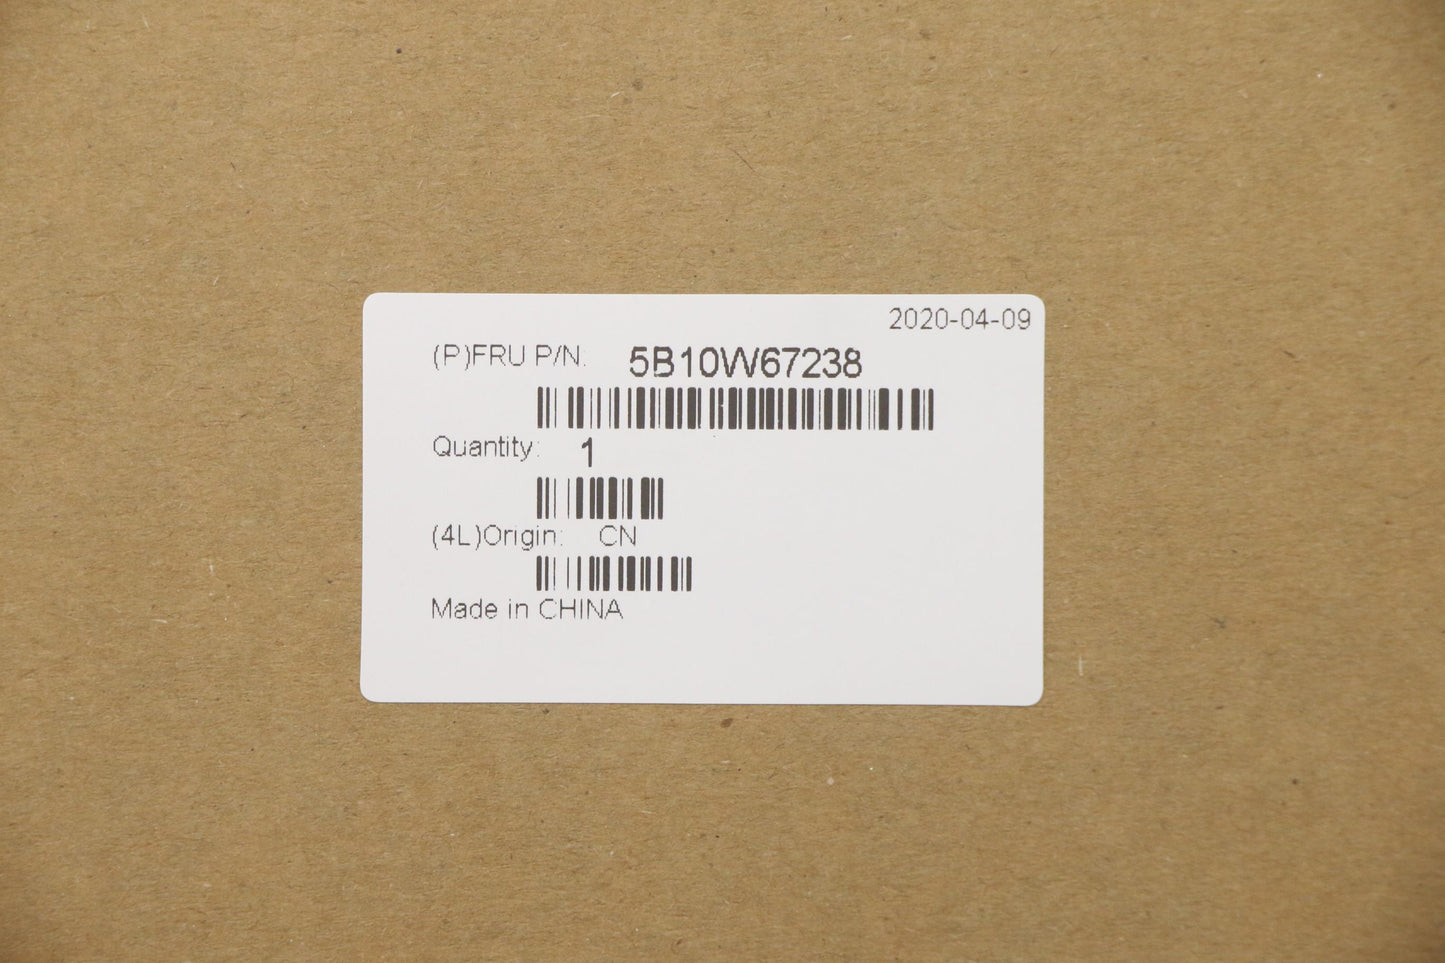 2020-04-09
(P)FRU P/N: 5B10W67238
Quantity: 1
(4L)Origin: CN
Made in CHINA